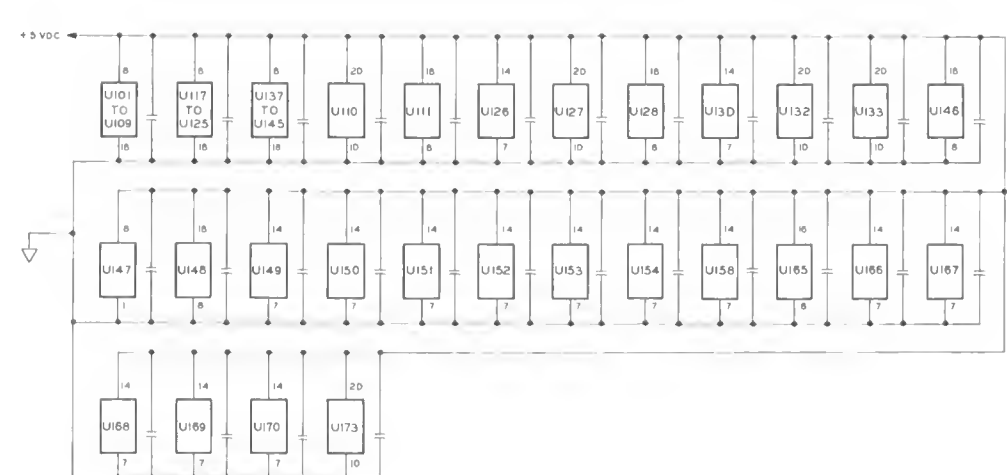 + 5 VDC
8 8 8 20 18 14 20 18 14 20 20 18
U101 TO U109
U117 TO U125
U137 TO U145
U110
U111
U126
U127
U128
U130
U132
U133
U146
18 18 18 10 8 7 10 8 7 10 10 8
8 18 14 14 14 14 14 14 14 16 14 14
U147 U148 U149 U150 U151 U152 U153 U154 U158 U165 U166 U167
1 8 7 7 7 7 7 7 7 8 7 7
14 14 14 20
U168 U169 U170 U173
7 7 7 10